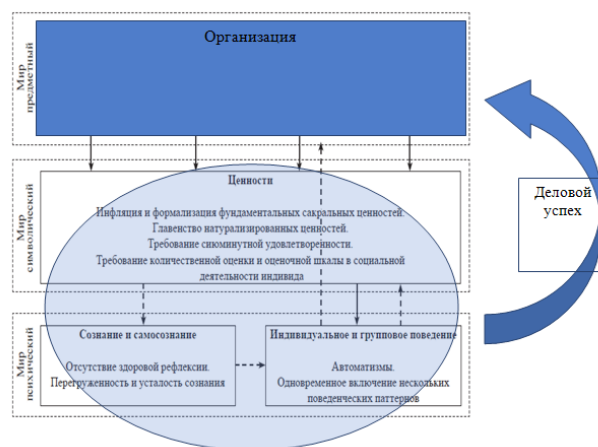 Организация
Мир
предметный
Ценности
Инфляция и формализация фундаментальных сакральных ценностей.
Главенство натурализированных ценностей.
Требование сиюминутной удовлетворенности.
Требование количественной оценки и оценочной шкалы в социальной
деятельности индивида
Мир
символический
Деловой
успех
Сознание и самосознание
Отсутствие здоровой рефлексии.
Перегруженность и усталость сознания
Индивидуальное и групповое поведение
Автоматизмы.
Одновременное включение нескольких
поведенческих паттернов
Мир
психический